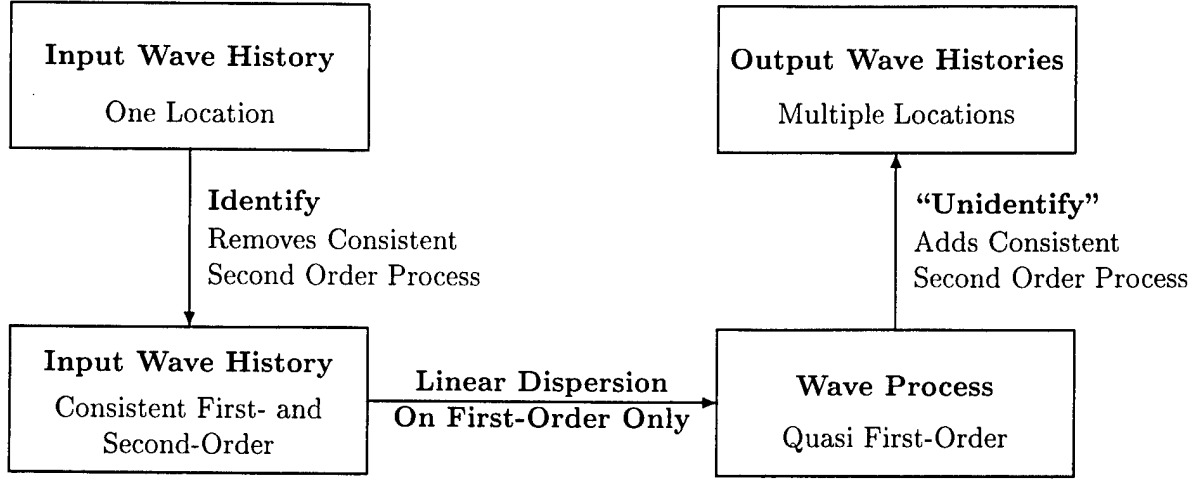 Input Wave History
One Location
Output Wave Histories
Multiple Locations
Identify
Removes Consistent
Second Order Process
“Unidentify”
Adds Consistent
Second Order Process
Input Wave History
Consistent First- and
Second-Order
Linear Dispersion
On First-Order Only
Wave Process
Quasi First-Order